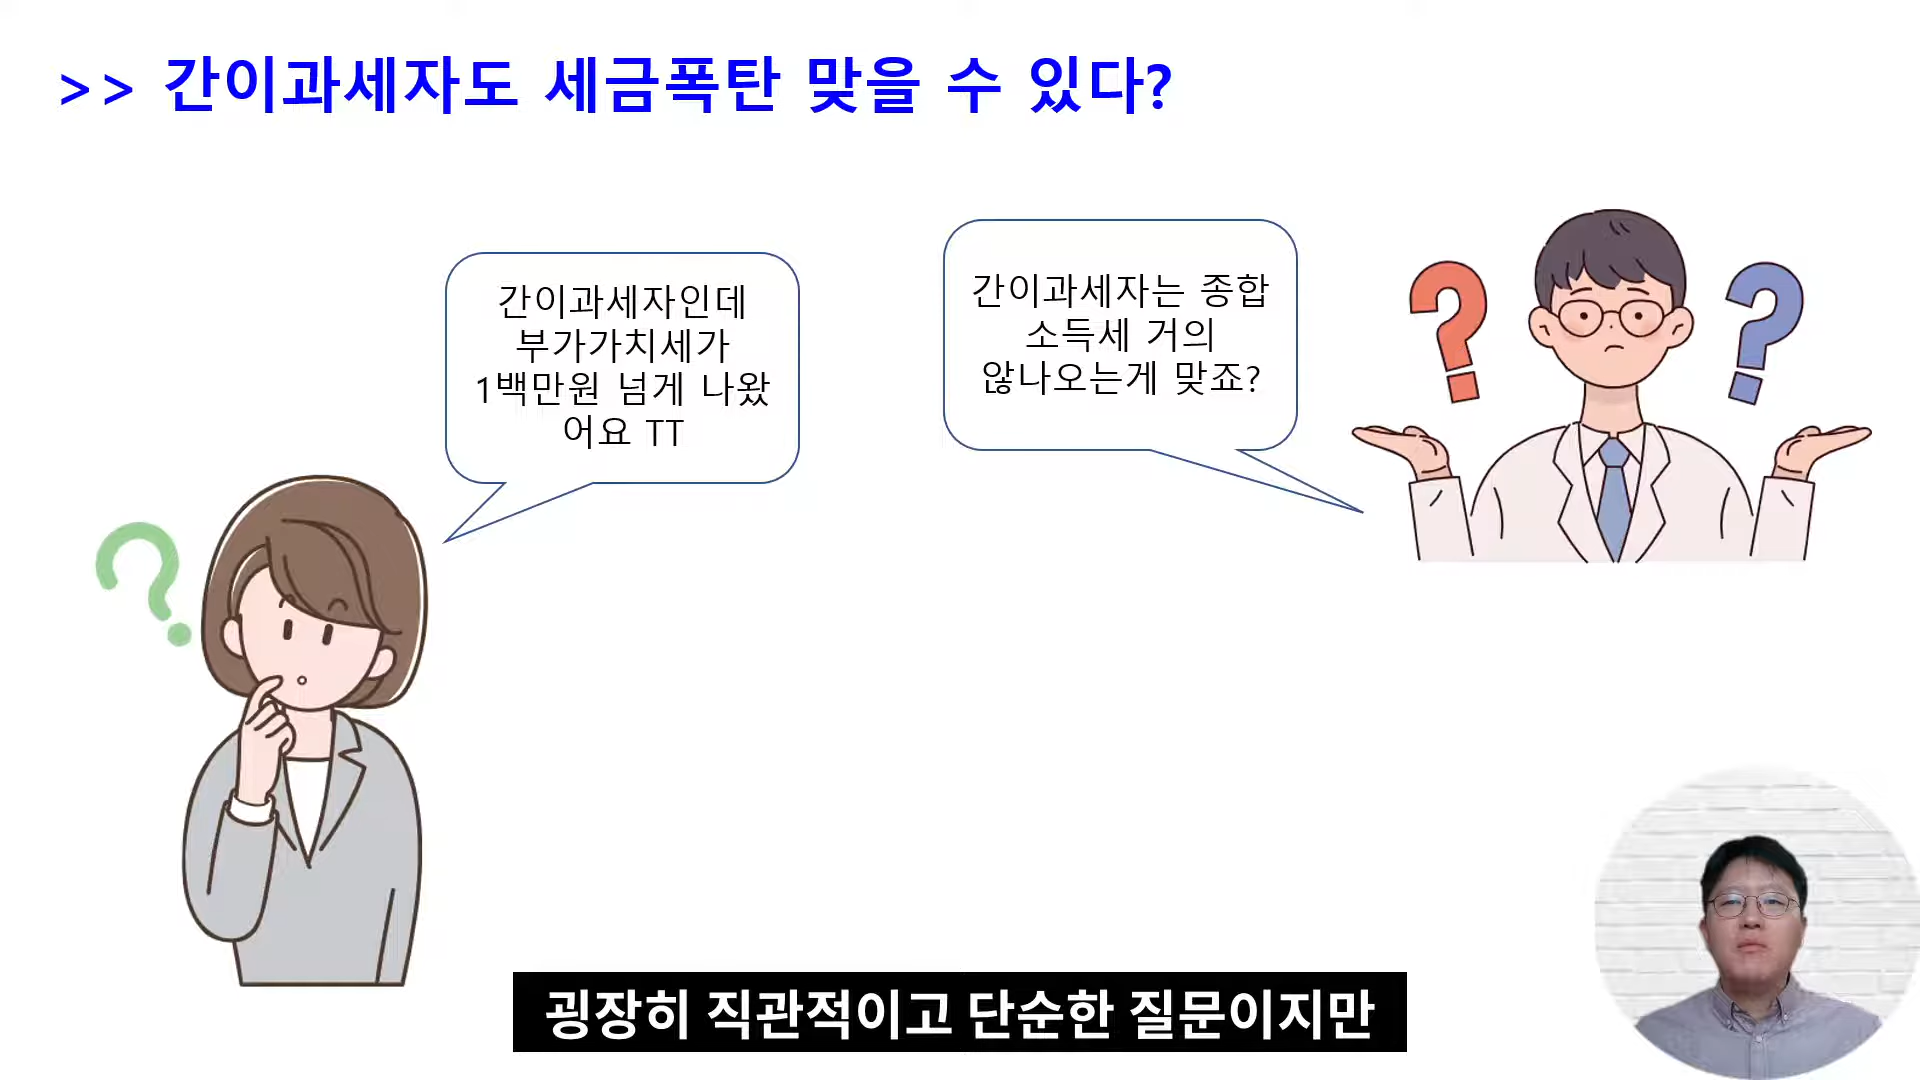 >> 간이과세자도 세금폭탄 맞을 수 있다?
간이과세자인데
부가가치세가
1백만원 넘게 나왔
어요 TT
간이과세자는 종합
소득세 거의
않나오는게 맞죠?
굉장히 직관적이고 단순한 질문이지만